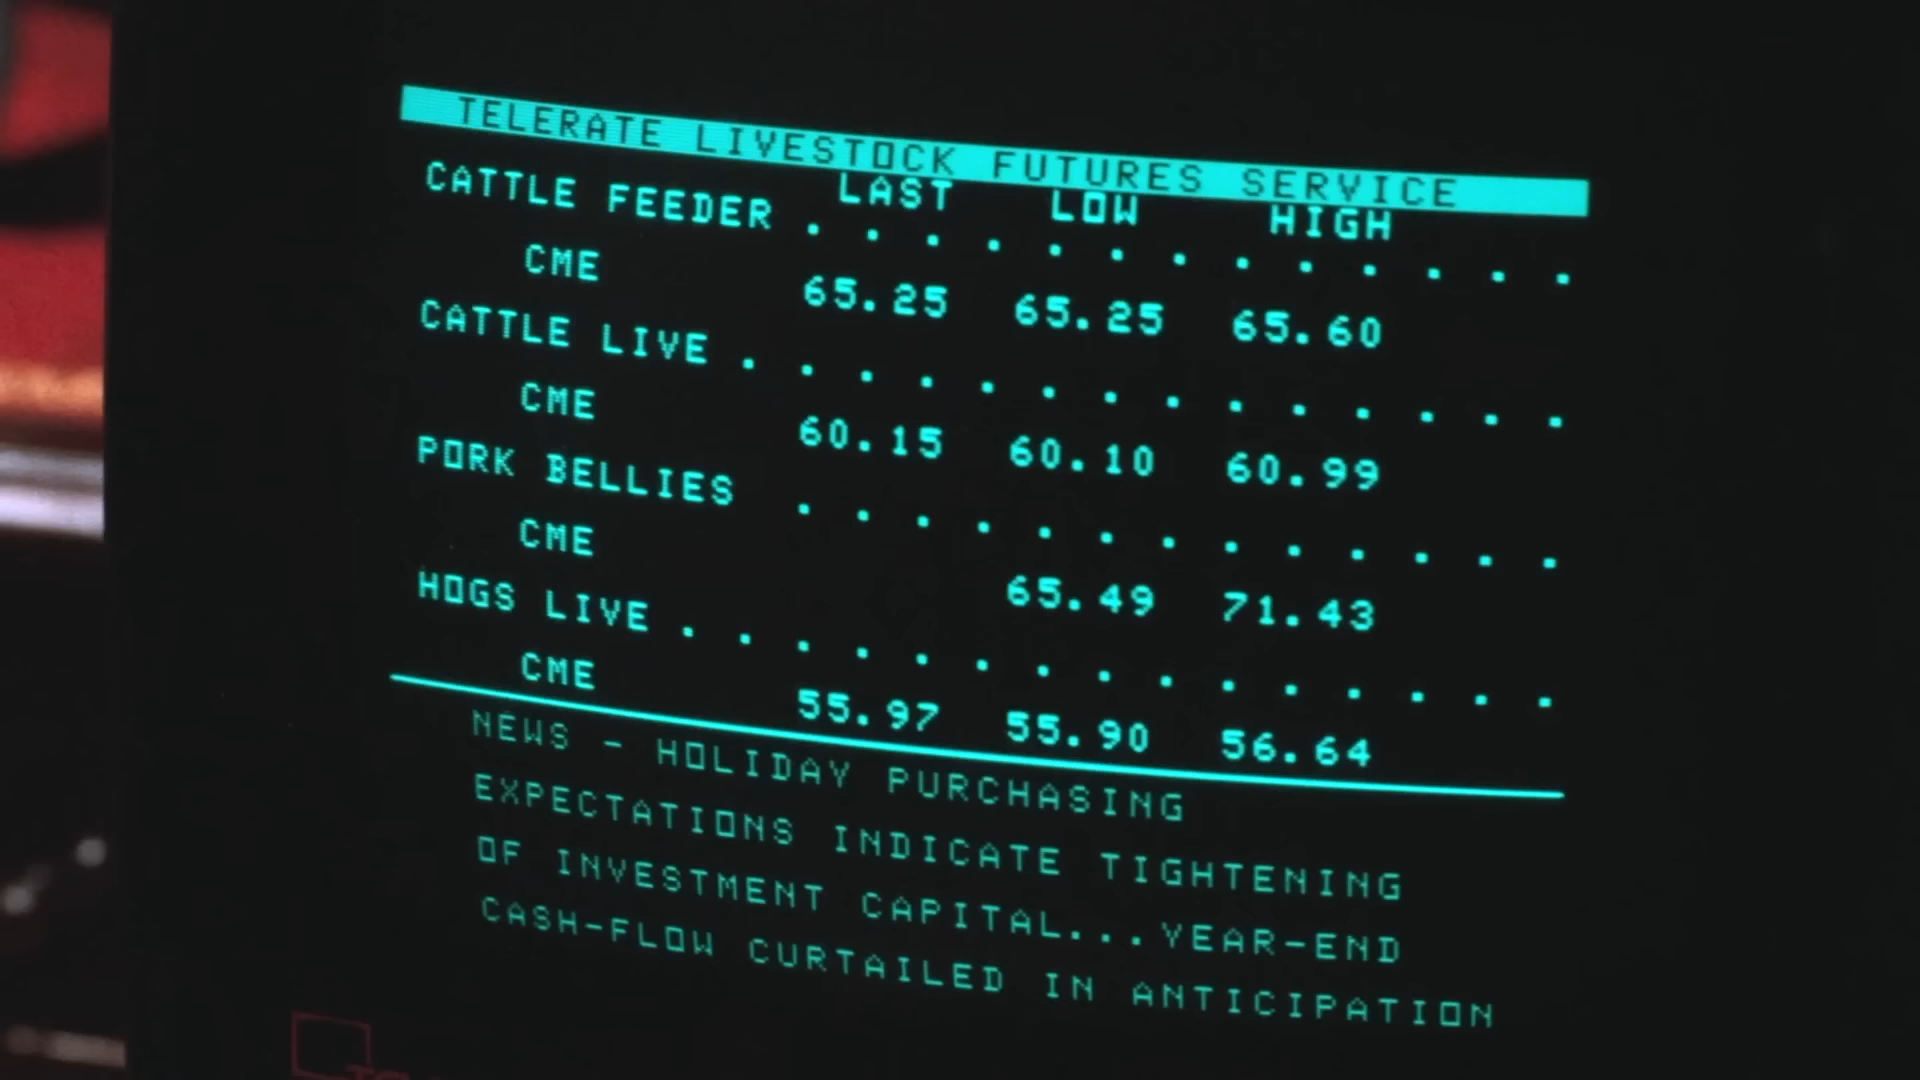 TELERATE LIVESTOCK FUTURES SERVICE
LAST LOW HIGH
CATTLE FEEDER . . . . . . . . . . . . .
CME 65.25 65.25 65.60
CATTLE LIVE . . . . . . . . . . . . . .
CME 60.15 60.10 60.99
PORK BELLIES . . . . . . . . . . . . .
CME 65.49 71.43
HOGS LIVE . . . . . . . . . . . . . . .
CME 55.97 55.90 56.64
NEWS - HOLIDAY PURCHASING
EXPECTATIONS INDICATE TIGHTENING
OF INVESTMENT CAPITAL...YEAR-END
CASH-FLOW CURTAILED IN ANTICIPATION